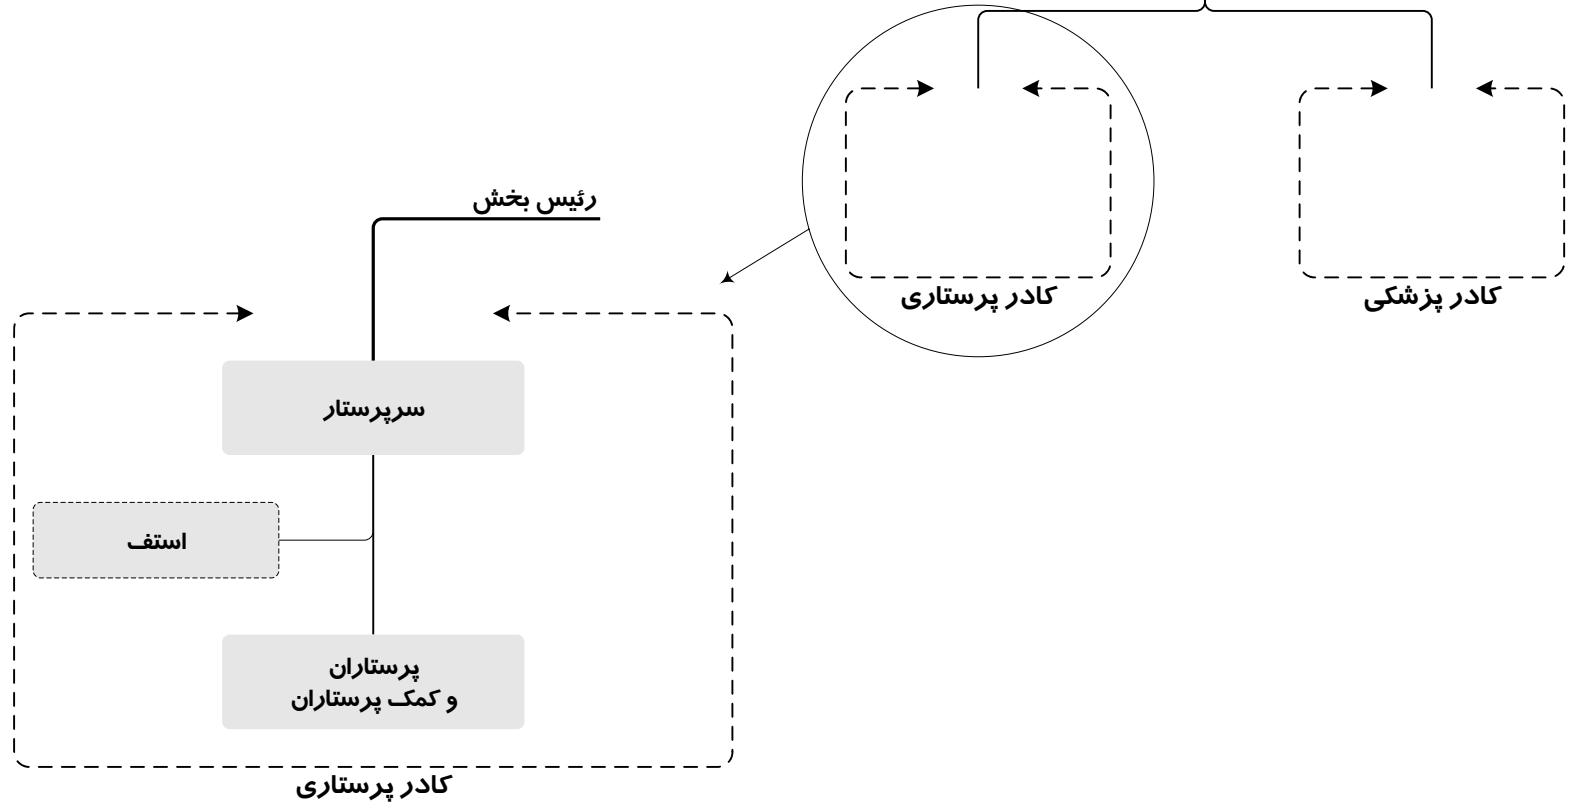 رئیس بخش
کادر پزشکی
کادر پرستاری
سرپرستار
استف
پرستاران
و کمک پرستاران
کادر پرستاری